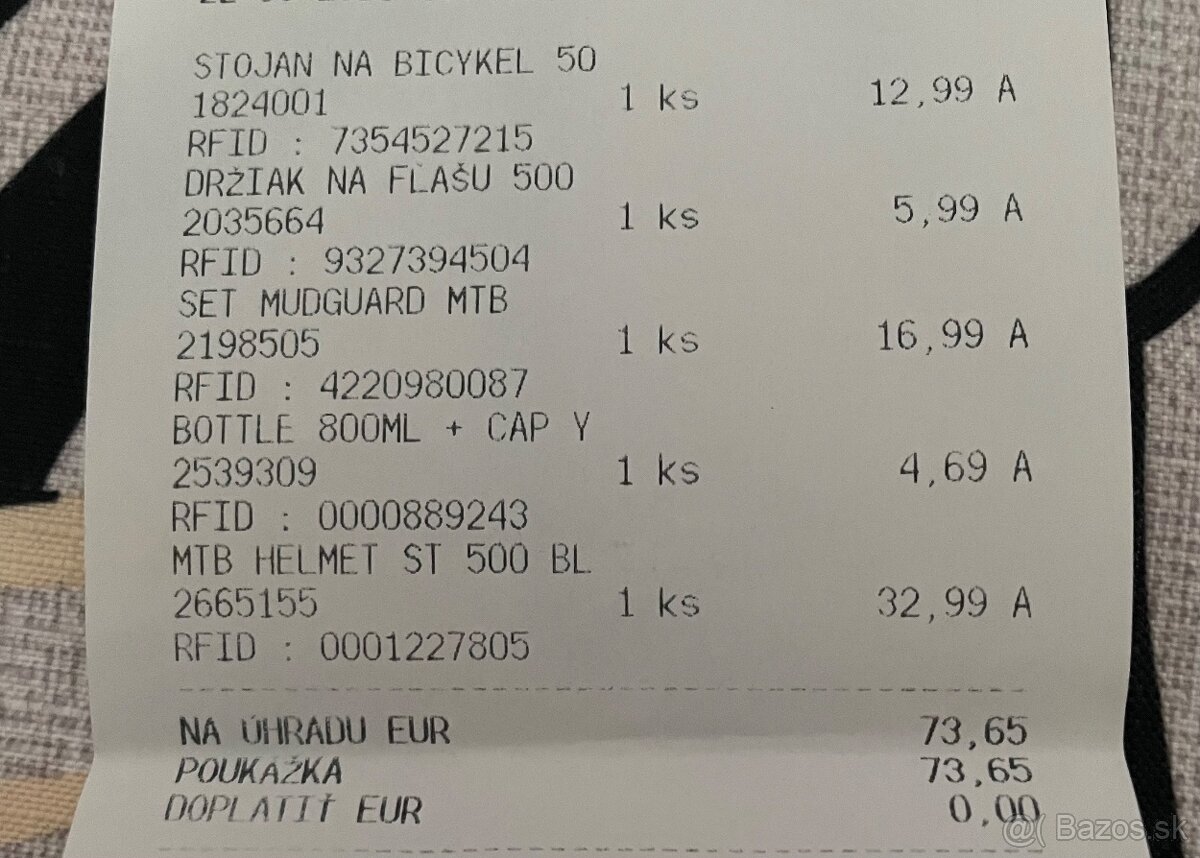 STOJAN NA BICYKEL 50
1824001 1 ks 12,99 A
RFID : 7354527215
DRŽIAK NA FĽAŠU 500
2035664 1 ks 5,99 A
RFID : 9327394504
SET MUDGUARD MTB
2198505 1 ks 16,99 A
RFID : 4220980087
BOTTLE 800ML + CAP Y
2539309 1 ks 4,69 A
RFID : 0000889243
MTB HELMET ST 500 BL
2665155 1 ks 32,99 A
RFID : 0001227805
NA ÚHRADU EUR 73,65
POUKÁŽKA 73,65
DOPLATIŤ EUR 0,00
@( Bazos.sk